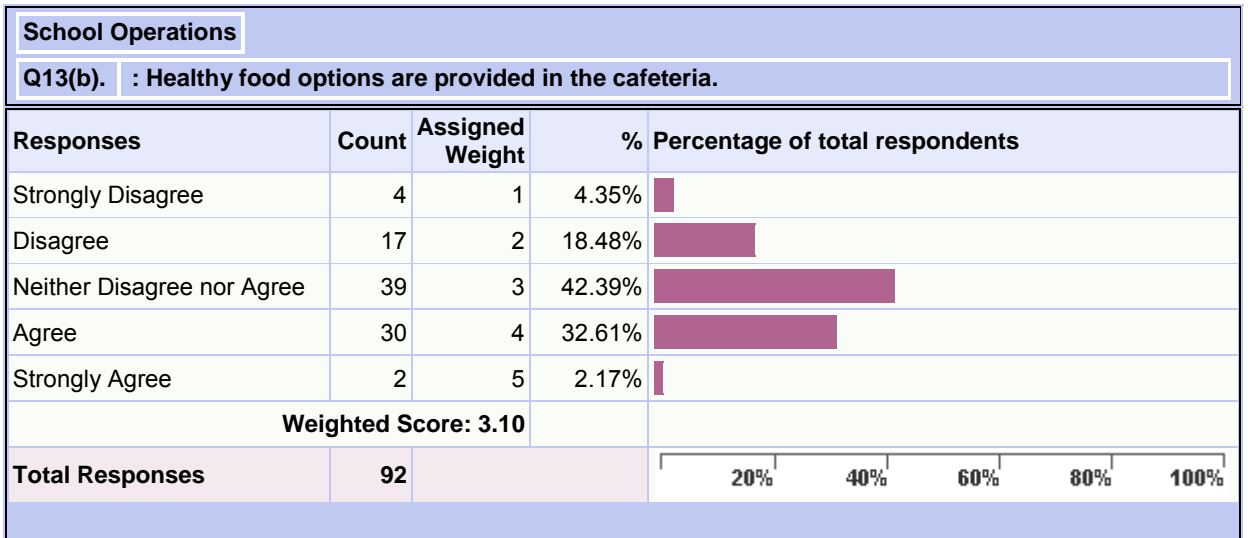 School Operations
Q13(b). : Healthy food options are provided in the cafeteria.
Responses Count Assigned Weight % Percentage of total respondents
Strongly Disagree 4 1 4.35%
Disagree 17 2 18.48%
Neither Disagree nor Agree 39 3 42.39%
Agree 30 4 32.61%
Strongly Agree 2 5 2.17%
Weighted Score: 3.10
Total Responses 92 20% 40% 60% 80% 100%